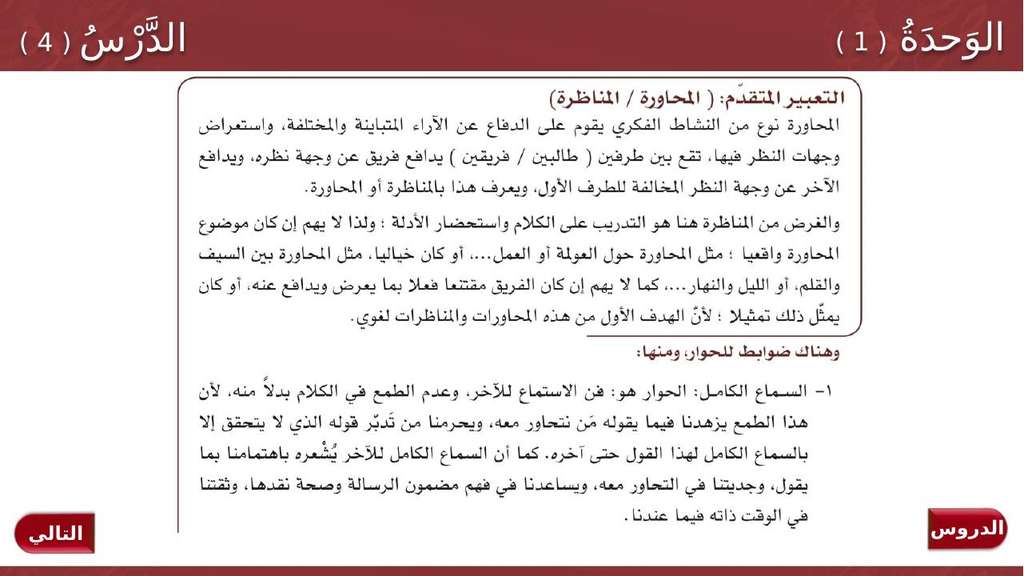 الوَحدَةُ ( 1 )
الدَّرْسُ ( 4 )
التعبير المتقدّم: ( المحاورة / المناظرة)
المحاورة نوع من النشاط الفكري يقوم على الدفاع عن الآراء المتباينة والمختلفة، واستعراض
وجهات النظر فيها، تقع بين طرفين ( طالبين / فريقين ) يدافع فريق عن وجهة نظره، ويدافع
الآخر عن وجهة النظر المخالفة للطرف الأول، ويعرف هذا بالمناظرة أو المحاورة.
والغرض من المناظرة هنا هو التدريب على الكلام واستحضار الأدلة ؛ ولذا لا يهم إن كان موضوع
المحاورة واقعيا ؛ مثل المحاورة حول العولمة أو العمل...، أو كان خياليا، مثل المحاورة بين السيف
والقلم، أو الليل والنهار...، كما لا يهم إن كان الفريق مقتنعا فعلا بما يعرض ويدافع عنه، أو كان
يمثّل ذلك تمثيلا ؛ لأنّ الهدف الأول من هذه المحاورات والمناظرات لغوي.
وهناك ضوابط للحوار، ومنها:
١- السماع الكامل: الحوار هو: فن الاستماع للآخر، وعدم الطمع في الكلام بدلاً منه، لأن
هذا الطمع يزهدنا فيما يقوله مَن نتحاور معه، ويحرمنا من تَدبّر قوله الذي لا يتحقق إلا
بالسماع الكامل لهذا القول حتى آخره. كما أن السماع الكامل للآخر يُشْعره باهتمامنا بما
يقول، وجديتنا في التحاور معه، ويساعدنا في فهم مضمون الرسالة وصحة نقدها، وثقتنا
في الوقت ذاته فيما عندنا.
الدروس
التالي